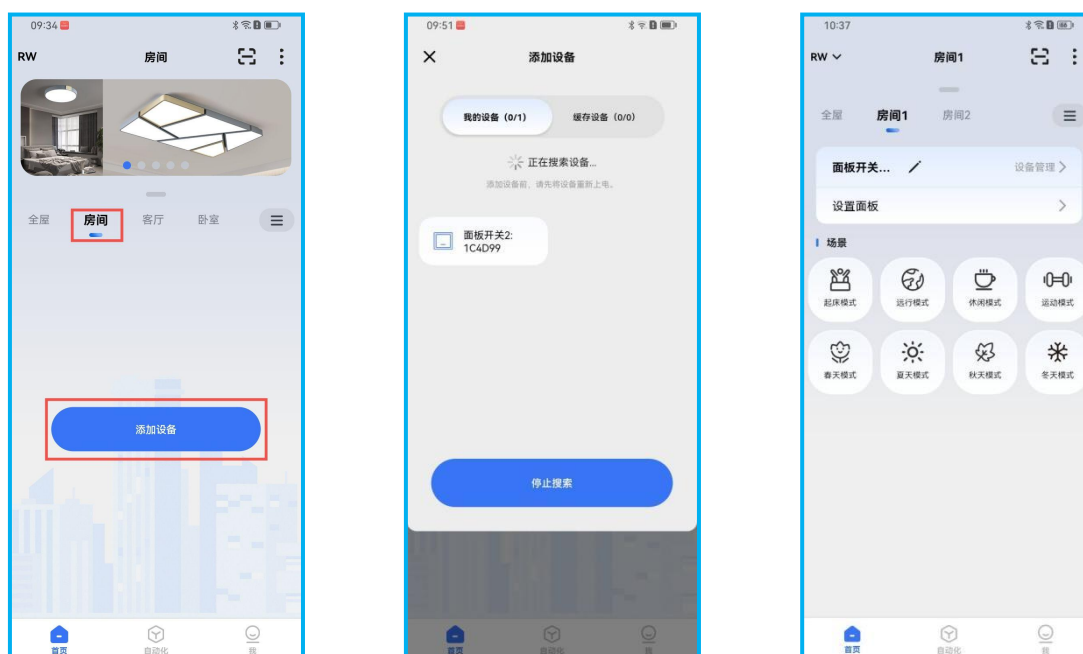 09:34
RW
房间
全屋
房间
客厅
卧室
添加设备
首页
自动化
我
09:51
添加设备
我的设备（0/1）
缓存设备（0/0）
正在搜索设备...
添加设备前，请先将设备重新上电。
面板开关2:
1C4D99
停止搜索
首页
自动化
我
10:37
RW
房间1
全屋
房间1
房间2
面板开关...
设备管理
设置面板
场景
起床模式
远行模式
休闲模式
运动模式
春天模式
夏天模式
秋天模式
冬天模式
首页
自动化
我